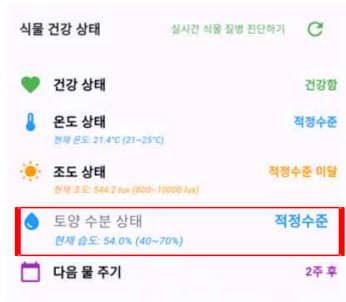 식물 건강 상태 실시간 식물 질병 진단하기
건강 상태 건강함
온도 상태 적정수준
현재 온도: 21.4°C (21~25°C)
조도 상태 적정수준 미달
현재 조도: 544.2 lux (800~10000 lux)
토양 수분 상태 적정수준
현재 습도: 54.0% (40~70%)
다음 물 주기 2주 후